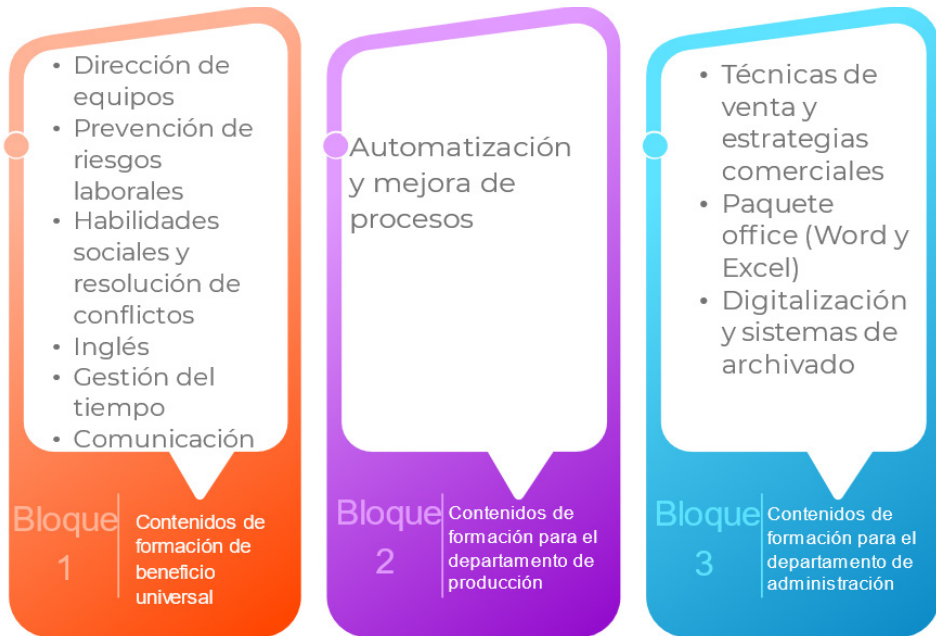 • Dirección de
equipos
• Prevención de
riesgos
laborales
• Habilidades
sociales y
resolución de
conflictos
• Inglés
• Gestión del
tiempo
• Comunicación
Bloque
1
Contenidos de
formación de
beneficio
universal
Automatización
y mejora de
procesos
Bloque
2
Contenidos de
formación para el
departamento de
producción
• Técnicas de
venta y
estrategias
comerciales
• Paquete
office (Word y
Excel)
• Digitalización
y sistemas de
archivado
Bloque
3
Contenidos de
formación para el
departamento de
administración